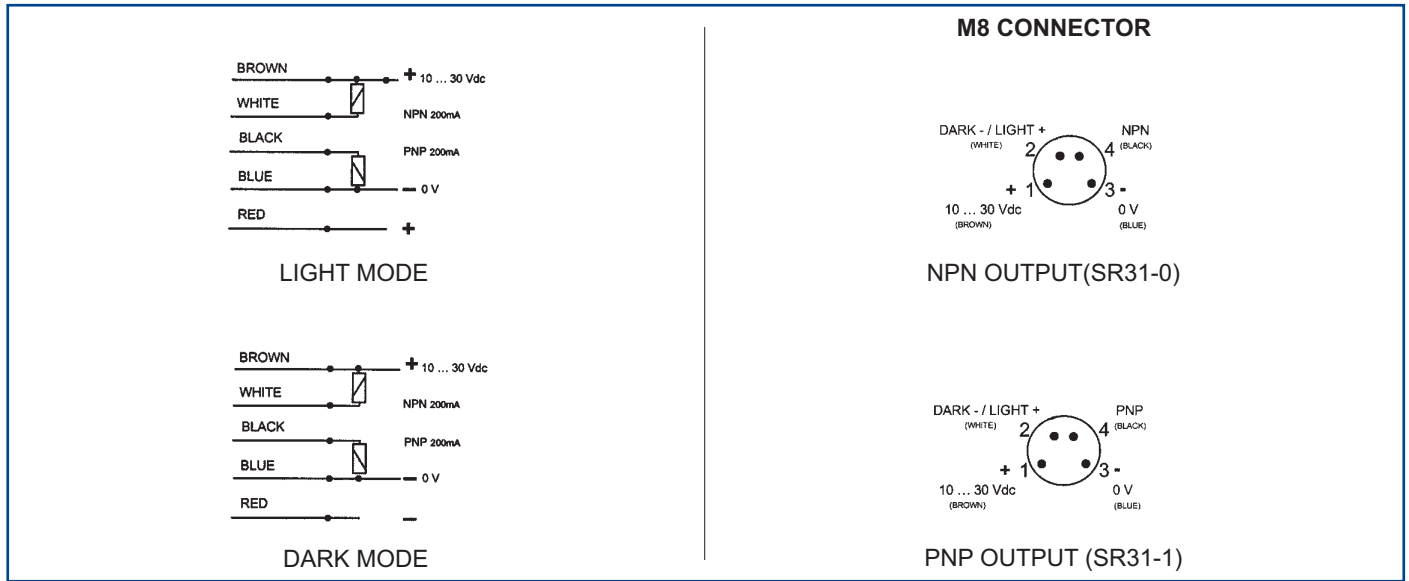 BROWN
+ 10 ... 30 Vdc
WHITE
NPN 200mA
BLACK
PNP 200mA
BLUE
– 0 V
RED
+
LIGHT MODE
BROWN
+ 10 ... 30 Vdc
WHITE
NPN 200mA
BLACK
PNP 200mA
BLUE
– 0 V
RED
–
DARK MODE
M8 CONNECTOR
DARK - / LIGHT +
(WHITE)
2
NPN
4 (BLACK)
+ 1
10 ... 30 Vdc
(BROWN)
3 -
0 V
(BLUE)
NPN OUTPUT(SR31-0)
DARK - / LIGHT +
(WHITE)
2
PNP
4 (BLACK)
+ 1
10 ... 30 Vdc
(BROWN)
3 -
0 V
(BLUE)
PNP OUTPUT (SR31-1)